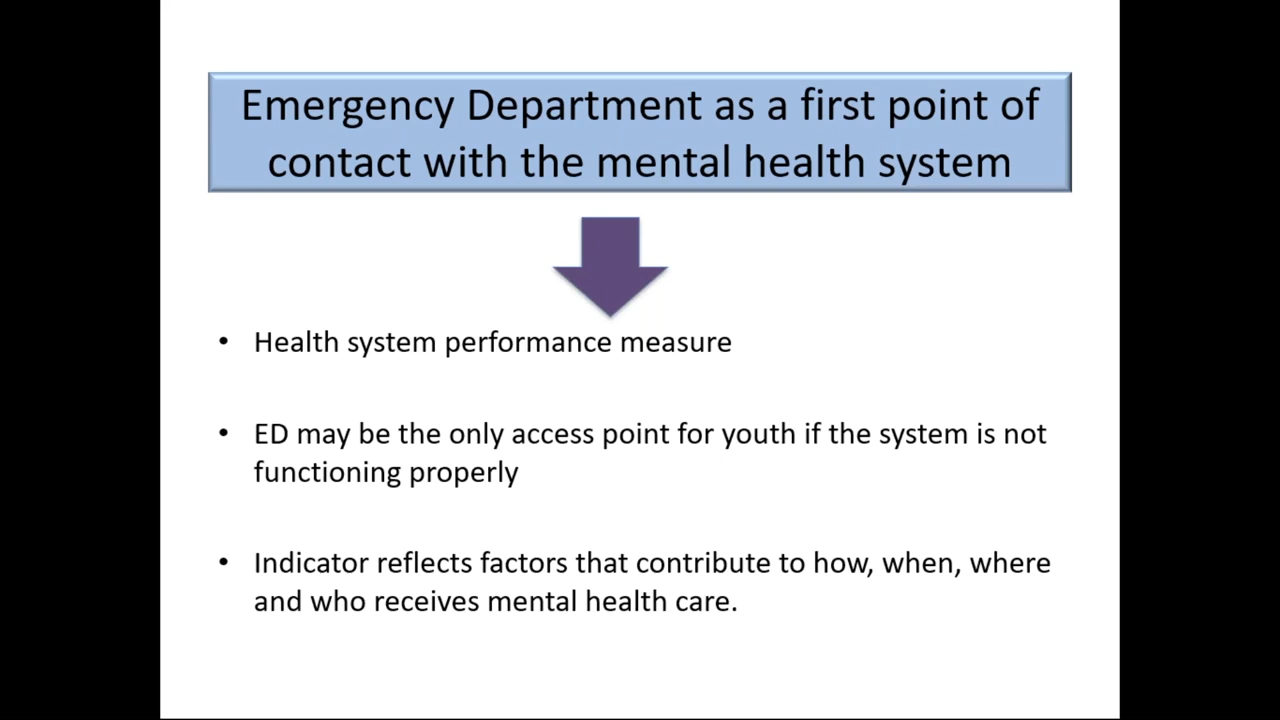 Emergency Department as a first point of
contact with the mental health system
• Health system performance measure
• ED may be the only access point for youth if the system is not
functioning properly
• Indicator reflects factors that contribute to how, when, where
and who receives mental health care.